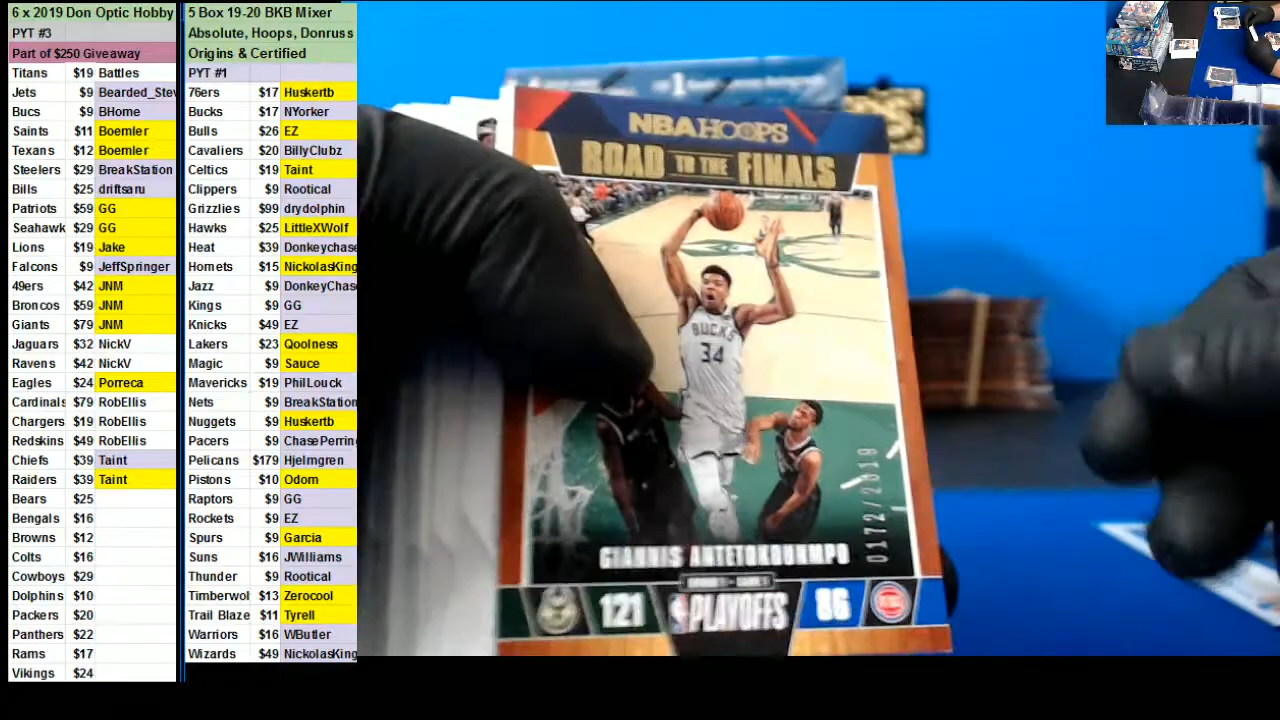 6 x 2019 Don Optic Hobby
PYT #3
Part of $250 Giveaway
Titans $19 Battles
Jets $9 Bearded_Stev
Bucs $9 BHome
Saints $11 Boemler
Texans $12 Boemler
Steelers $29 BreakStation
Bills $25 driftsaru
Patriots $59 GG
Seahawk $29 GG
Lions $19 Jake
Falcons $9 JeffSpringer
49ers $42 JNM
Broncos $59 JNM
Giants $79 JNM
Jaguars $32 NickV
Ravens $42 NickV
Eagles $24 Porreca
Cardinals $79 RobEllis
Chargers $19 RobEllis
Redskins $49 RobEllis
Chiefs $39 Taint
Raiders $39 Taint
Bears $25
Bengals $16
Browns $12
Colts $16
Cowboys $29
Dolphins $10
Packers $20
Panthers $22
Rams $17
Vikings $24
5 Box 19-20 BKB Mixer
Absolute, Hoops, Donruss
Origins & Certified
PYT #1
76ers $17 Huskertb
Bucks $17 NYorker
Bulls $26 EZ
Cavaliers $20 BillyClubz
Celtics $19 Taint
Clippers $9 Rootical
Grizzlies $99 drydolphin
Hawks $25 LittleXWolf
Heat $39 Donkeychase
Hornets $15 NickolasKing
Jazz $9 DonkeyChas
Kings $9 GG
Knicks $49 EZ
Lakers $23 Qoolness
Magic $9 Sauce
Mavericks $19 PhilLouck
Nets $9 BreakStation
Nuggets $9 Huskertb
Pacers $9 ChasePerrin
Pelicans $179 Hjelmgren
Pistons $10 Odom
Raptors $9 GG
Rockets $9 EZ
Spurs $9 Garcia
Suns $16 JWilliams
Thunder $9 Rootical
Timberwol $13 Zerocool
Trail Blaze $11 Tyrell
Warriors $16 WButler
Wizards $49 NickolasKing
NBA HOOPS
ROAD TO THE FINALS
BUCKS
34
0172/2019
GIANNIS ANTETOKOUNMPO
121 PLAYOFFS 86